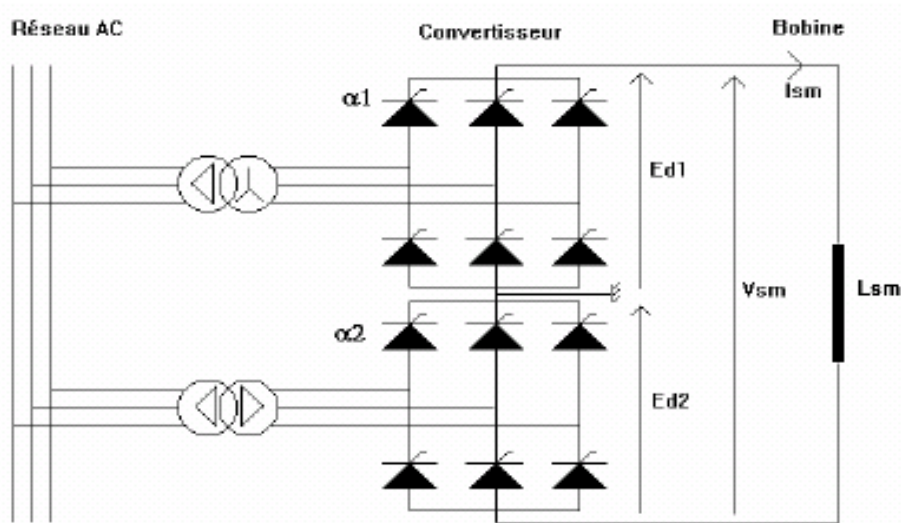 Réseau AC
Convertisseur
Bobine
Ism
α1
Ed1
Vsm
Lsm
α2
Ed2